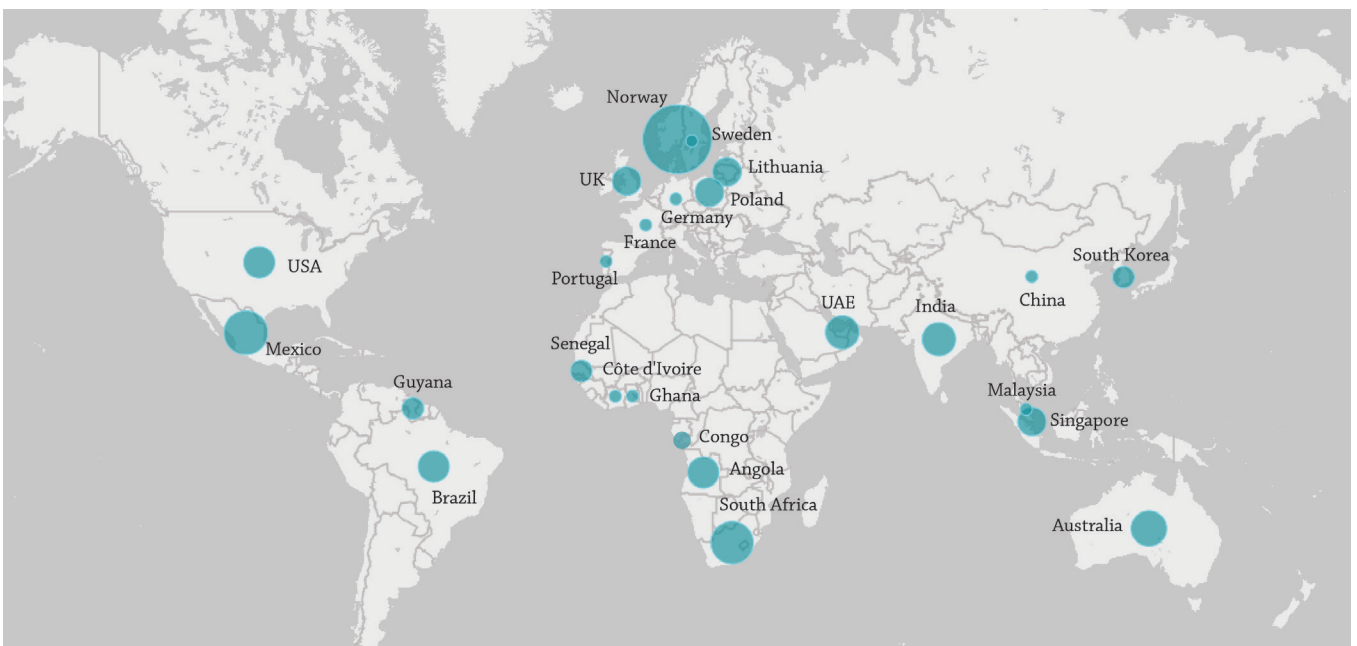 Norway
Sweden
Lithuania
UK
Poland
Germany
France
South Korea
USA
Portugal
China
UAE
India
Senegal
Mexico
Côte d'Ivoire
Guyana
Malaysia
Ghana
Singapore
Congo
Angola
Brazil
South Africa
Australia